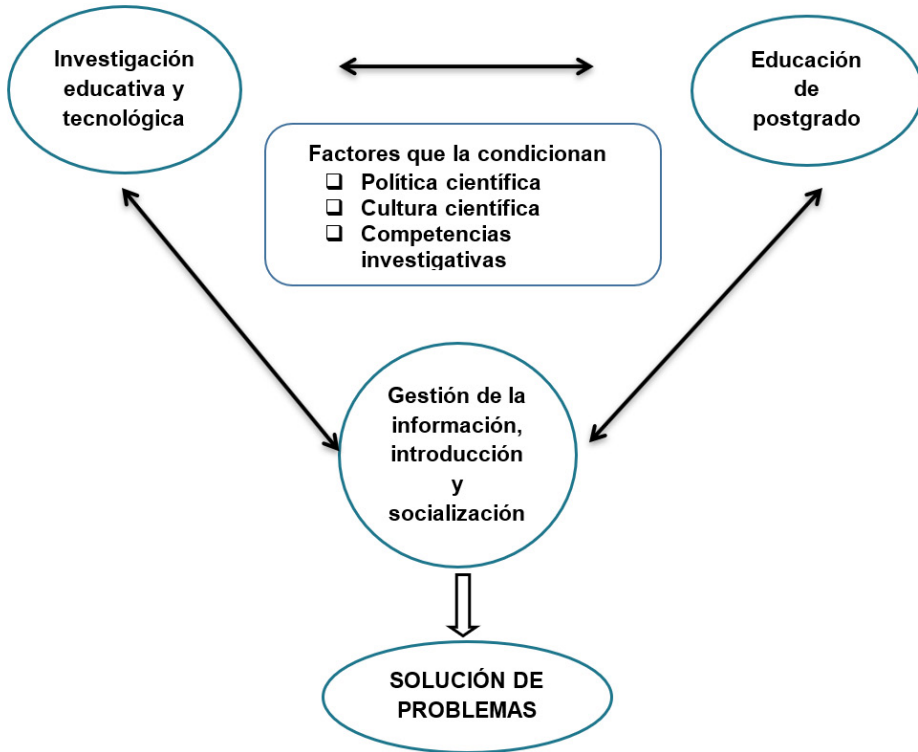 Investigación
educativa y
tecnológica
Educación
de
postgrado
Factores que la condicionan
❑ Política científica
❑ Cultura científica
❑ Competencias
investigativas
Gestión de la
información,
introducción
y
socialización
SOLUCIÓN DE
PROBLEMAS